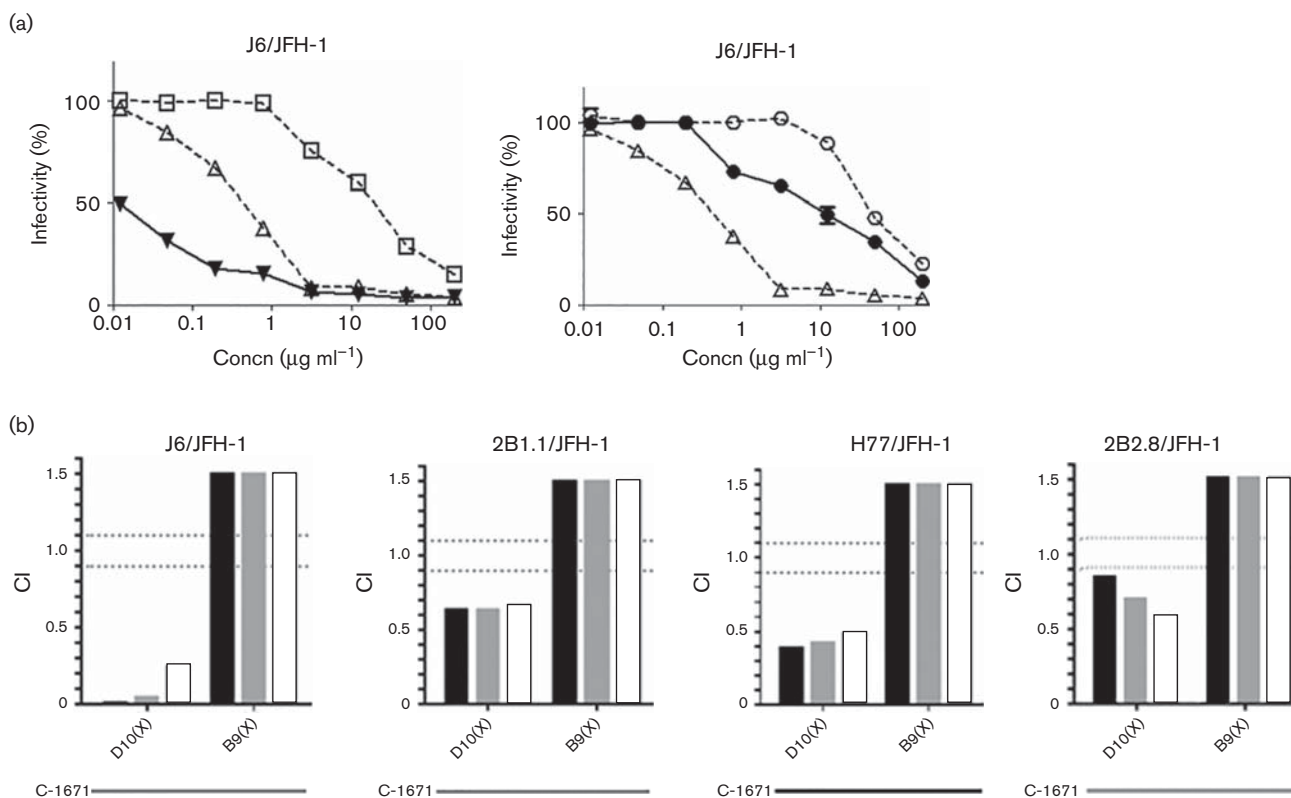 (a)
J6/JFH-1
Infectivity (%)
100
50
0
0.01 0.1 1 10 100
Concn (μg ml⁻¹)
J6/JFH-1
Infectivity (%)
100
50
0
0.01 0.1 1 10 100
Concn (μg ml⁻¹)
(b)
J6/JFH-1
CI
1.5
1.0
0.5
0
D10(X) B9(X)
C-1671
2B1.1/JFH-1
CI
1.5
1.0
0.5
0
D10(X) B9(X)
C-1671
H77/JFH-1
CI
1.5
1.0
0.5
0
D10(X) B9(X)
C-1671
2B2.8/JFH-1
CI
1.5
1.0
0.5
0
D10(X) B9(X)
C-1671